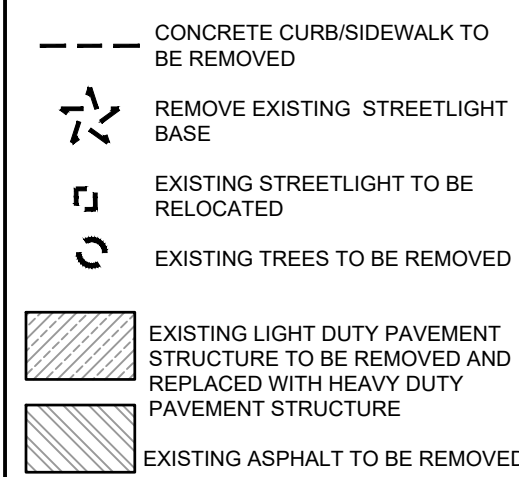 CONCRETE CURB/SIDEWALK TO
BE REMOVED
REMOVE EXISTING STREETLIGHT
BASE
EXISTING STREETLIGHT TO BE
RELOCATED
EXISTING TREES TO BE REMOVED
EXISTING LIGHT DUTY PAVEMENT
STRUCTURE TO BE REMOVED AND
REPLACED WITH HEAVY DUTY
PAVEMENT STRUCTURE
EXISTING ASPHALT TO BE REMOVED